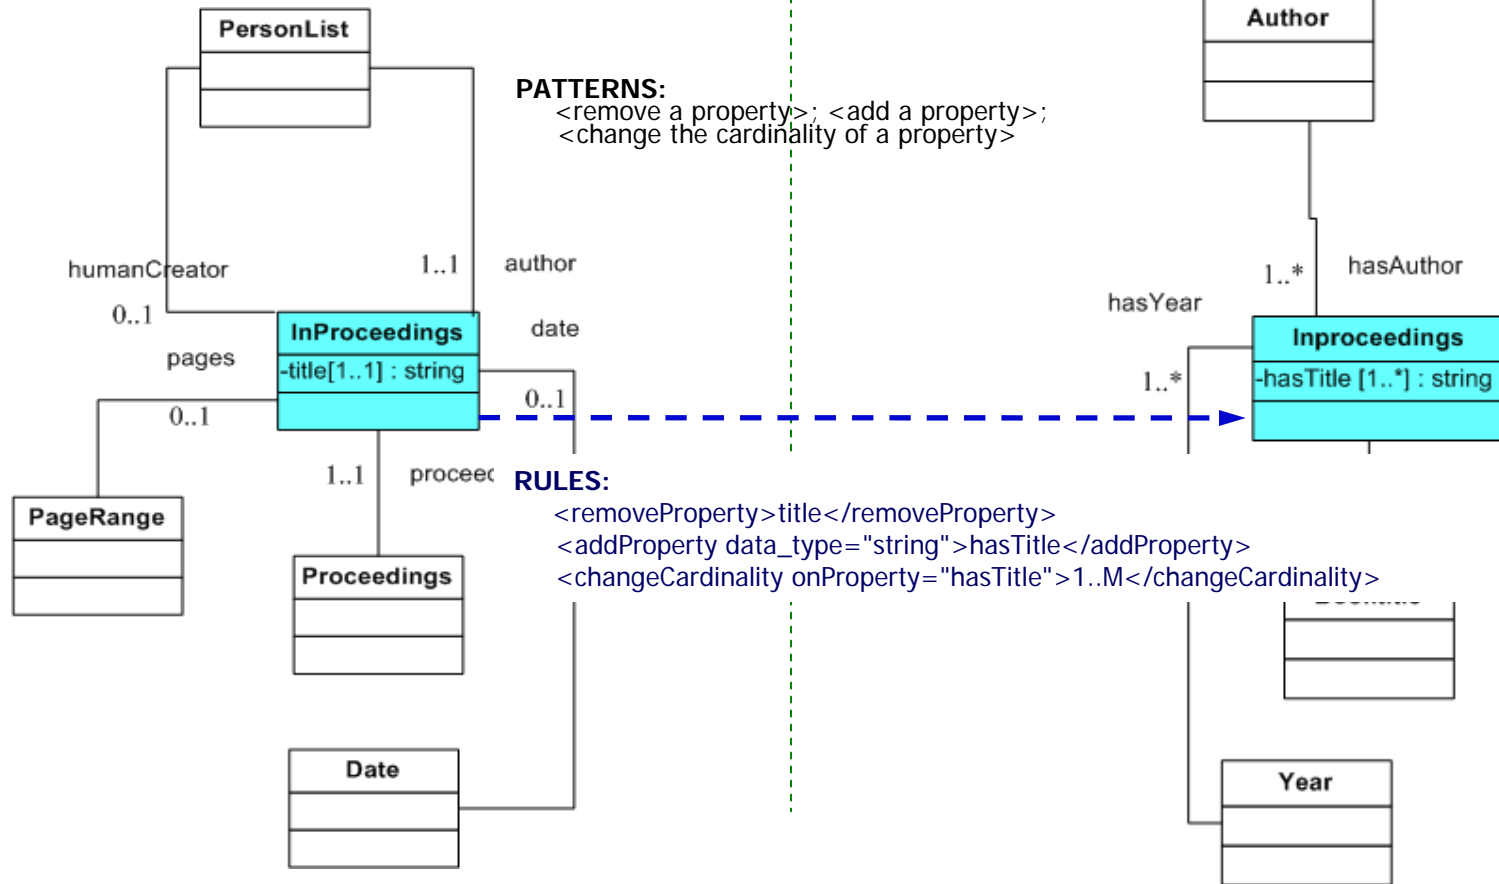 PersonList
Author
PATTERNS:
<remove a property>; <add a property>;
<change the cardinality of a property>
humanCreator
1..1
author
1..*
hasAuthor
0..1
date
hasYear
InProceedings
Inproceedings
pages
-title[1..1] : string
1..*
-hasTitle [1..*] : string
0..1
0..1
1..1
RULES:
PageRange
<removeProperty>title</removeProperty>
<addProperty data_type="string">hasTitle</addProperty>
Proceedings
<changeCardinality onProperty="hasTitle">1..M</changeCardinality>
Date
Year